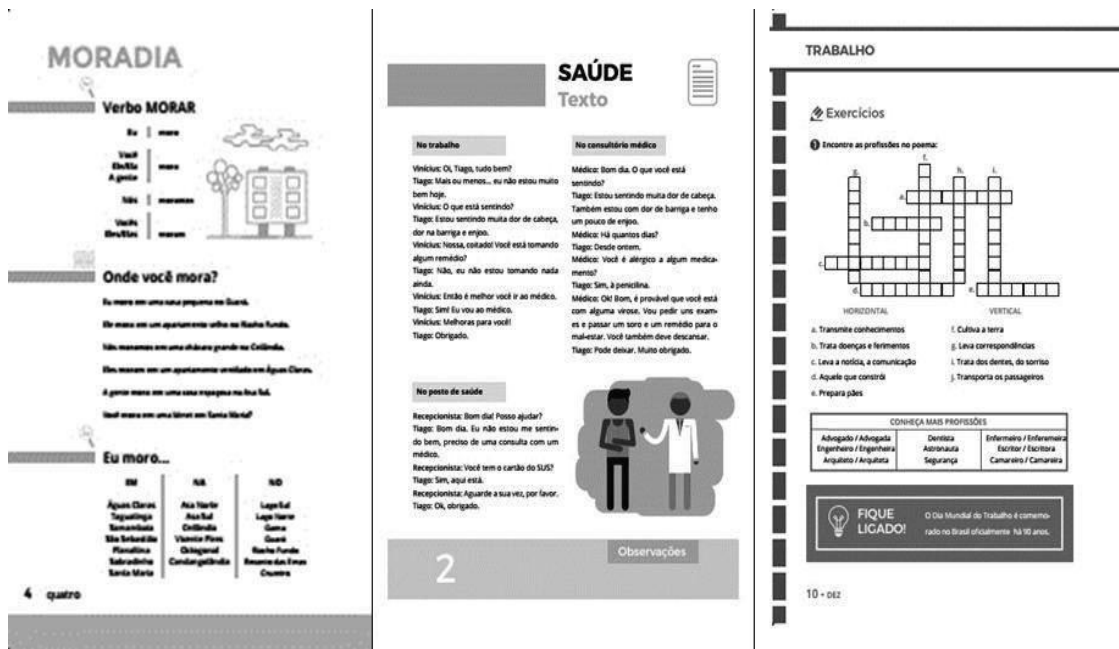 MORADIA
Verbo MORAR
Eu moro
Você
Ele/Ela mora
A gente
Nós moramos
Vocês
Eles/Elas moram
Onde você mora?
Eu moro em uma casa pequena no Guará.
Ele mora em um apartamento velho no Riacho Fundo.
Nós moramos em uma chácara grande na Ceilândia.
Eles moram em um apartamento ventilado em Águas Claras.
A gente mora em uma casa espaçosa na Asa Sul.
Você mora em uma em Santa Maria?
Eu moro...
EM NA NO
Águas Claras Asa Norte Lago Sul
Taguatinga Asa Sul Lago Norte
Samambaia Ceilândia Gama
São Sebastião Vicente Pires Guará
Planaltina Octogonal Riacho Fundo
Sobradinho Candangolândia Recanto das Emas
Santa Maria Cruzeiro
4 quatro
SAÚDE
Texto
No trabalho
Vinícius: Oi, Tiago, tudo bem?
Tiago: Mais ou menos... eu não estou muito
bem hoje.
Vinícius: O que está sentindo?
Tiago: Estou sentindo muita dor de cabeça,
dor na barriga e enjoo.
Vinícius: Nossa, coitado! Você está tomando
algum remédio?
Tiago: Não, eu não estou tomando nada
ainda.
Vinícius: Então é melhor você ir ao médico.
Tiago: Sim! Eu vou ao médico.
Vinícius: Melhoras para você!
Tiago: Obrigado.
No posto de saúde
Recepcionista: Bom dia! Posso ajudar?
Tiago: Bom dia. Eu não estou me sentin-
do bem, preciso de uma consulta com um
médico.
Recepcionista: Você tem o cartão do SUS?
Tiago: Sim, aqui está.
Recepcionista: Aguarde a sua vez, por favor.
Tiago: Ok, obrigado.
No consultório médico
Médico: Bom dia. O que você está
sentindo?
Tiago: Estou sentindo muita dor de cabeça.
Também estou com dor de barriga e tenho
um pouco de enjoo.
Médico: Há quantos dias?
Tiago: Desde ontem.
Médico: Você é alérgico a algum medica-
mento?
Tiago: Sim, à penicilina.
Médico: Ok! Bom, é provável que você está
com alguma virose. Vou pedir uns exam-
es e passar um soro e um remédio para o
mal-estar. Você também deve descansar.
Tiago: Pode deixar. Muito obrigado.
2
Observações
TRABALHO
Exercícios
1 Encontre as profissões no poema:
f.
g. h. i.
a.
b.
c.
d. e.
HORIZONTAL
a. Transmite conhecimentos
b. Trata doenças e ferimentos
c. Leva a notícia, a comunicação
d. Aquele que constrói
e. Prepara pães
VERTICAL
f. Cultiva a terra
g. Leva correspondências
i. Trata dos dentes, do sorriso
j. Transporta os passageiros
CONHEÇA MAIS PROFISSÕES
Advogado / Advogada Dentista Enfermeiro / Enferemeira
Engenheiro / Engenheira Astronauta Escritor / Escritora
Arquiteto / Arquiteta Segurança Camareiro / Camareira
FIQUE
LIGADO!
O Dia Mundial do Trabalho é comemo-
rado no Brasil oficialmente há 90 anos.
10 • DEZ